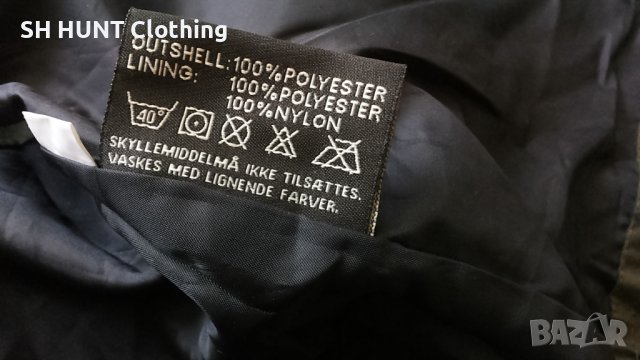 SH HUNT Clothing
OUTSHELL: 100%POLYESTER
LINING: 100%POLYESTER
100%NYLON
40°
SKYLLEMIDDELMÅ IKKE TILSÆTTES.
VASKES MED LIGNENDE FARVER.
BAZÁR